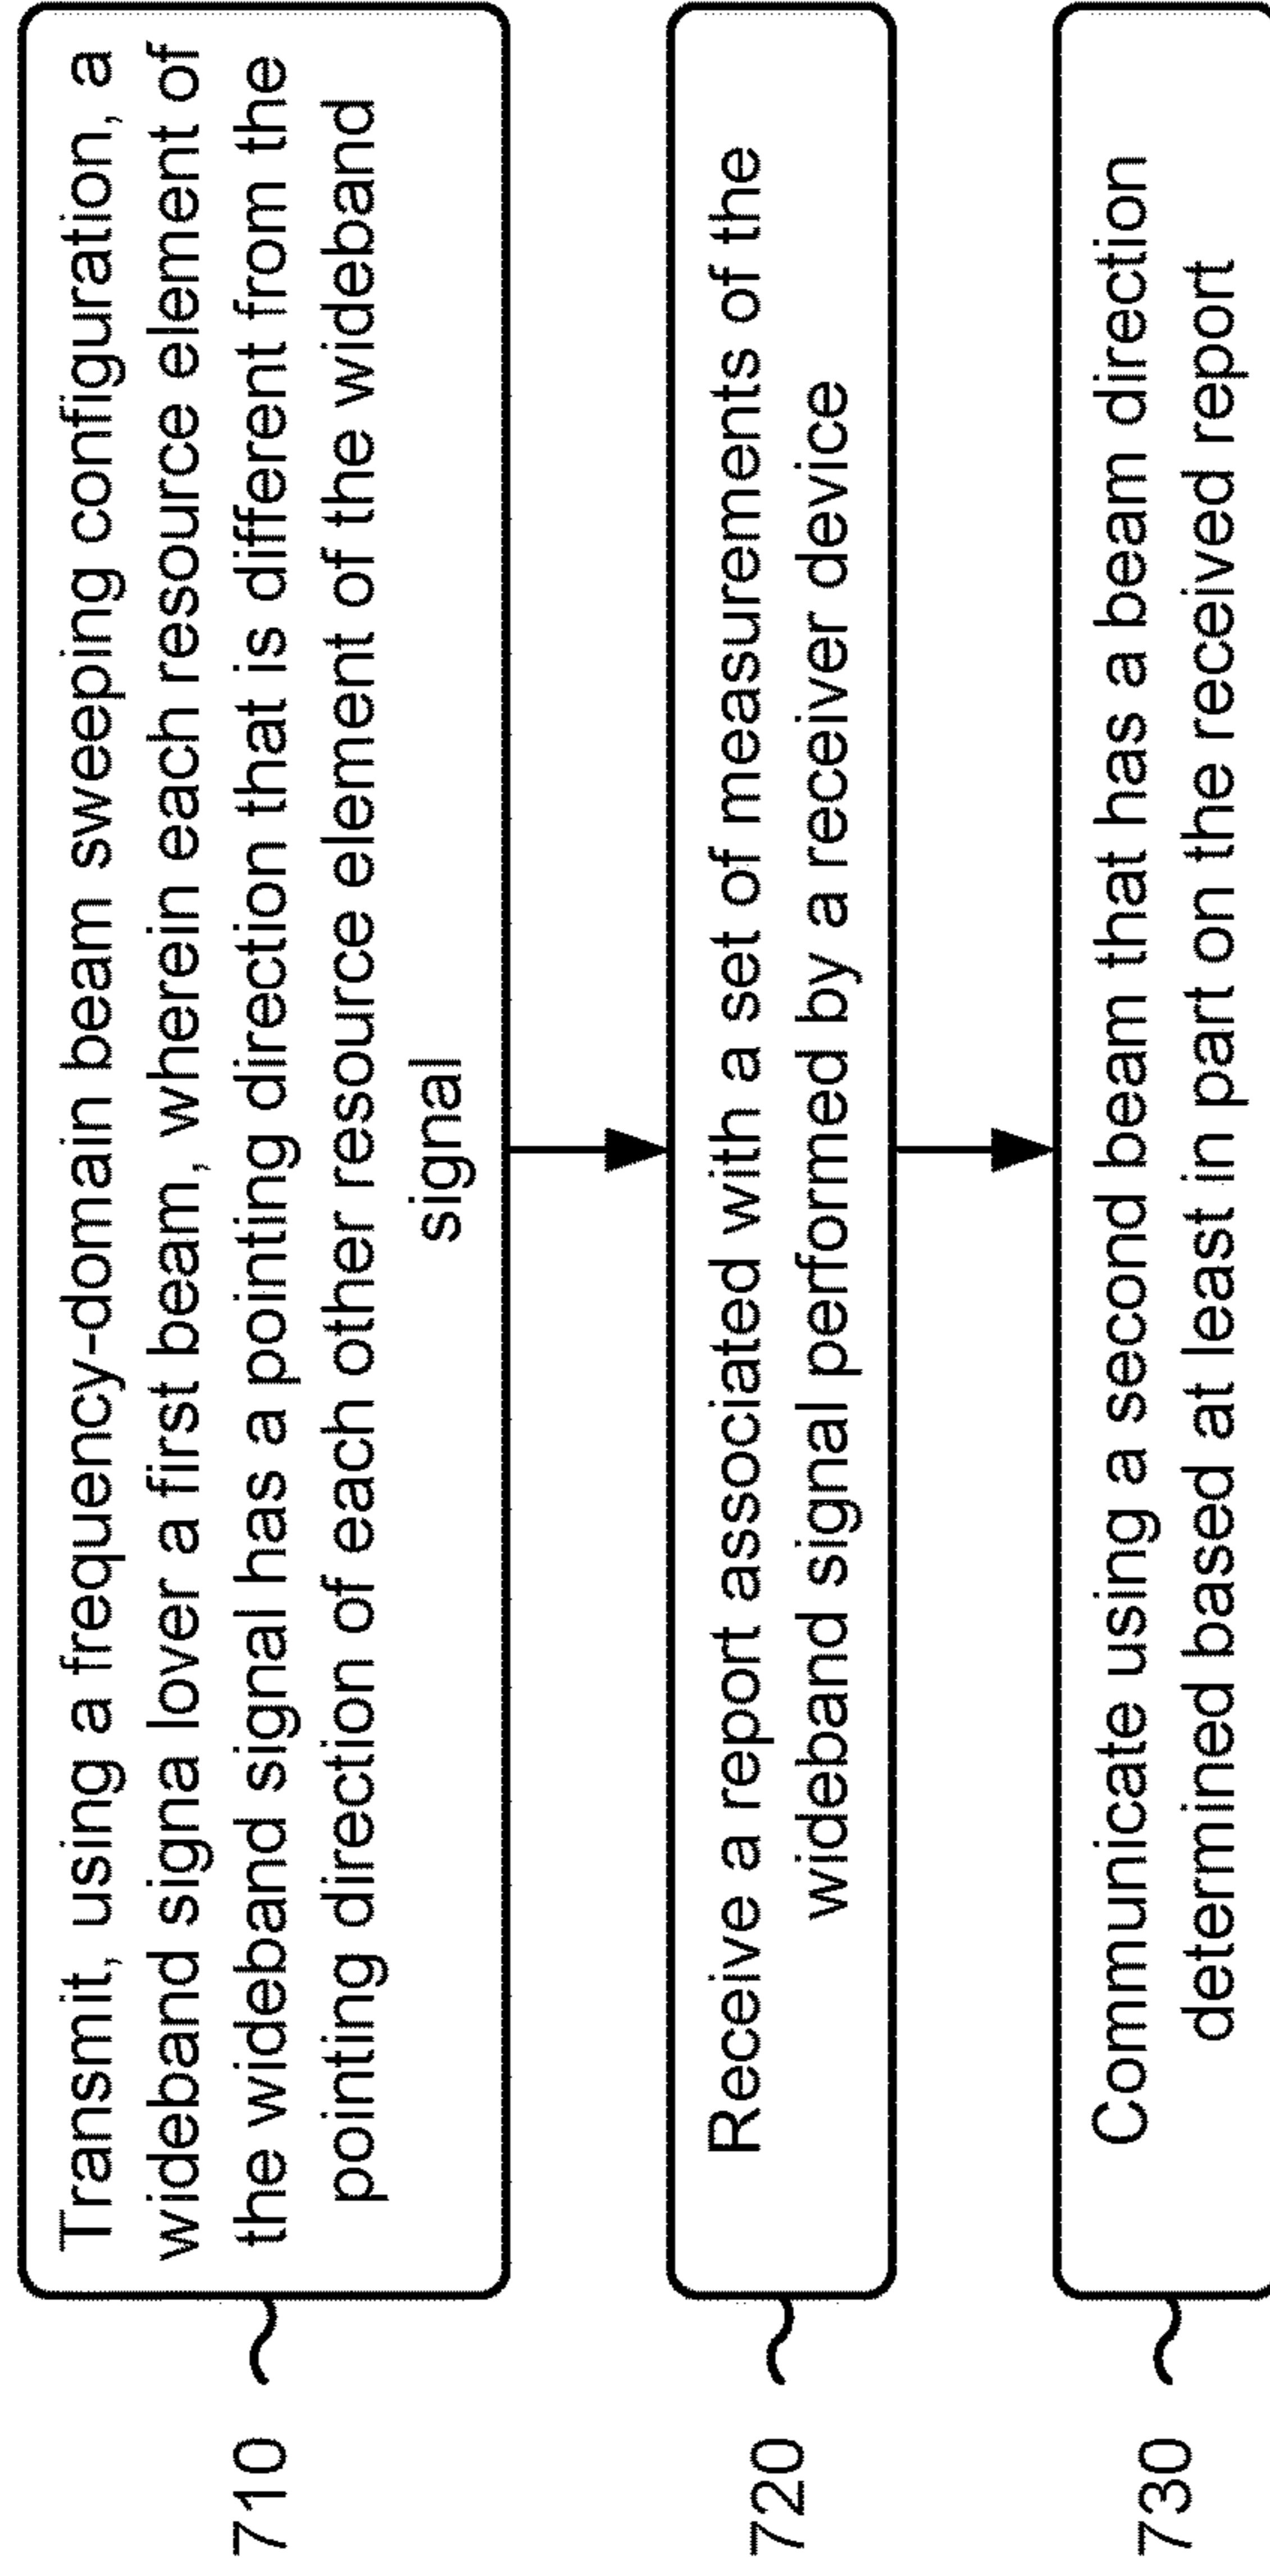 710
Transmit, using a frequency-domain beam sweeping configuration, a
wideband signa lover a first beam, wherein each resource element of
the wideband signal has a pointing direction that is different from the
pointing direction of each other resource element of the wideband
signal
720
Receive a report associated with a set of measurements of the
wideband signal performed by a receiver device
730
Communicate using a second beam that has a beam direction
determined based at least in part on the received report